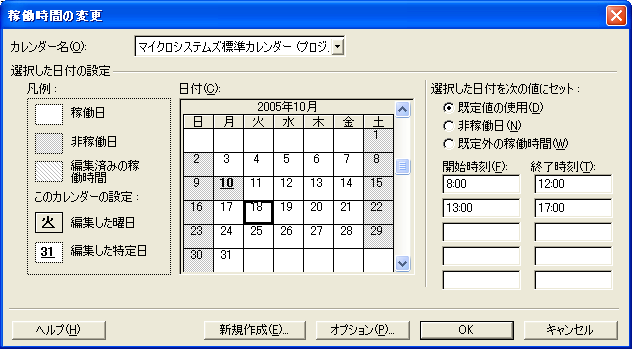 稼働時間の変更
カレンダー名(O):
マイクロシステムズ標準カレンダー (プロジ
選択した日付の設定
凡例:
稼働日
非稼働日
編集済みの稼
働時間
このカレンダーの設定:
火 編集した曜日
31 編集した特定日
日付(C):
2005年10月
日 月 火 水 木 金 土
1
2 3 4 5 6 7 8
9 10 11 12 13 14 15
16 17 18 19 20 21 22
23 24 25 26 27 28 29
30 31
選択した日付を次の値にセット:
既定値の使用(D)
非稼働日(N)
既定外の稼働時間(W)
開始時刻(F): 終了時刻(T):
8:00 12:00
13:00 17:00
ヘルプ(H) 新規作成(E)... オプション(P)... OK キャンセル